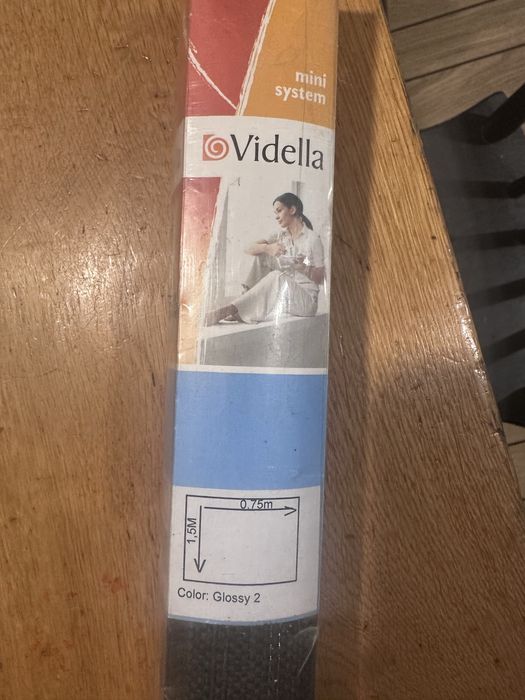 mini
system
Vidella
0.75m
1,5M
Color: Glossy 2